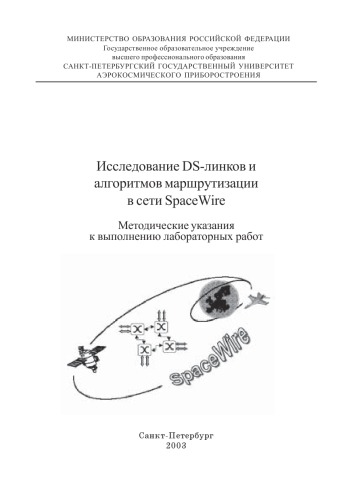 МИНИСТЕРСТВО ОБРАЗОВАНИЯ РОССИЙСКОЙ ФЕДЕРАЦИИ
Государственное образовательное учреждение
высшего профессионального образования
САНКТ-ПЕТЕРБУРГСКИЙ ГОСУДАРСТВЕННЫЙ УНИВЕРСИТЕТ
АЭРОКОСМИЧЕСКОГО ПРИБОРОСТРОЕНИЯ
Исследование DS-линков и
алгоритмов маршрутизации
в сети SpaceWire
Методические указания
к выполнению лабораторных работ
SpaceWire
Санкт-Петербург
2003